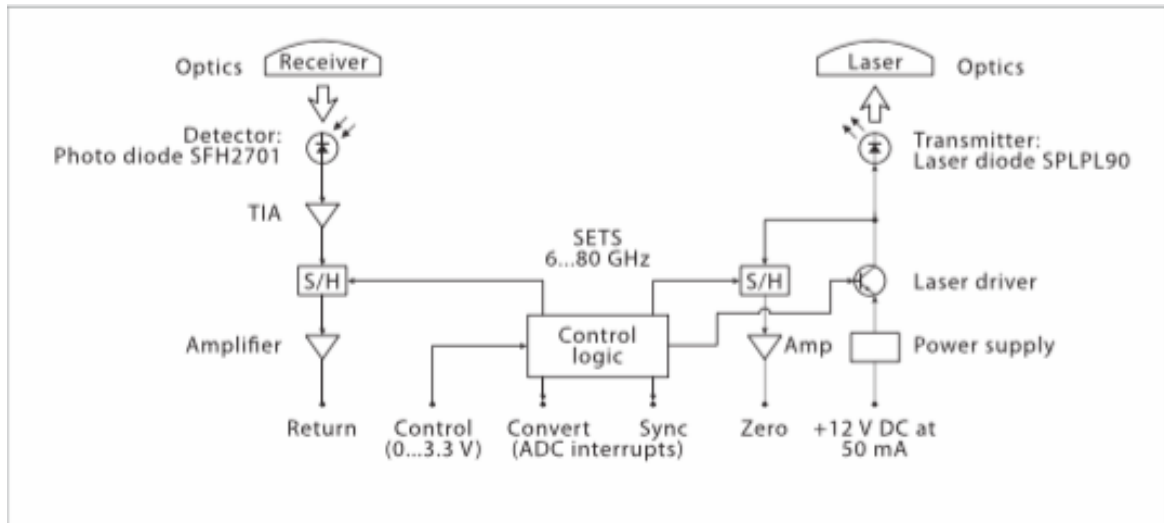 Optics Receiver
Laser Optics
Detector:
Photo diode SFH2701
Transmitter:
Laser diode SPLPL90
TIA
SETS
6...80 GHz
S/H
S/H
Laser driver
Amplifier
Control
logic
Amp
Power supply
Return
Control
(0...3.3 V)
Convert Sync
(ADC interrupts)
Zero
+12 V DC at
50 mA